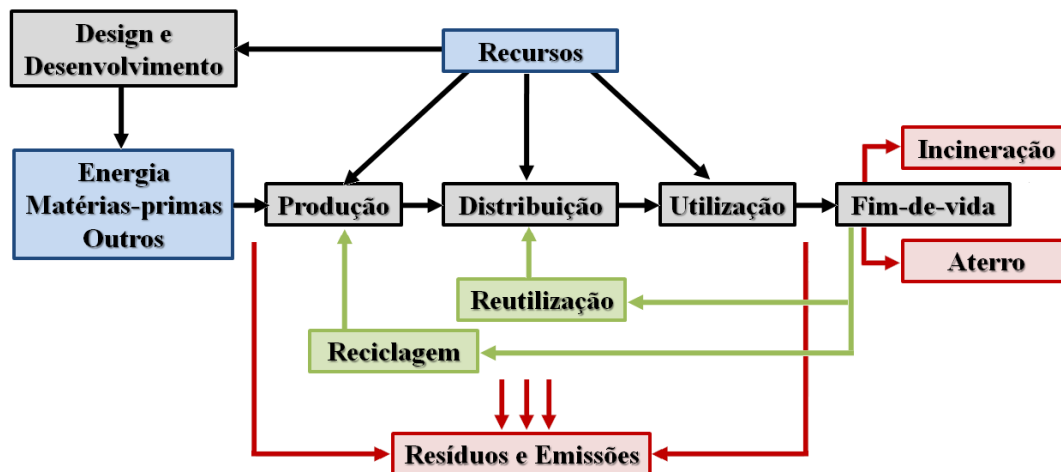 Design e
Desenvolvimento
Recursos
Energia
Matérias-primas
Outros
Produção
Distribuição
Utilização
Fim-de-vida
Incineração
Aterro
Reutilização
Reciclagem
Resíduos e Emissões